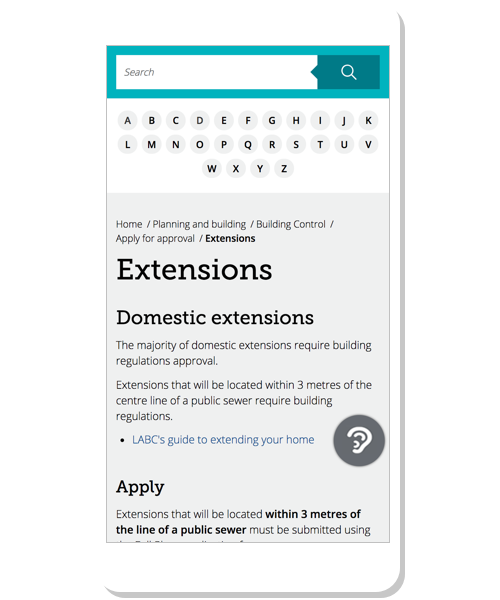 Search
A B C D E F G H I J K
L M N O P Q R S T U V
W X Y Z
Home / Planning and building / Building Control /
Apply for approval / Extensions
Extensions
Domestic extensions
The majority of domestic extensions require building
regulations approval.
Extensions that will be located within 3 metres of the
centre line of a public sewer require building
regulations.
• LABC's guide to extending your home
Apply
Extensions that will be located within 3 metres of
the line of a public sewer must be submitted using